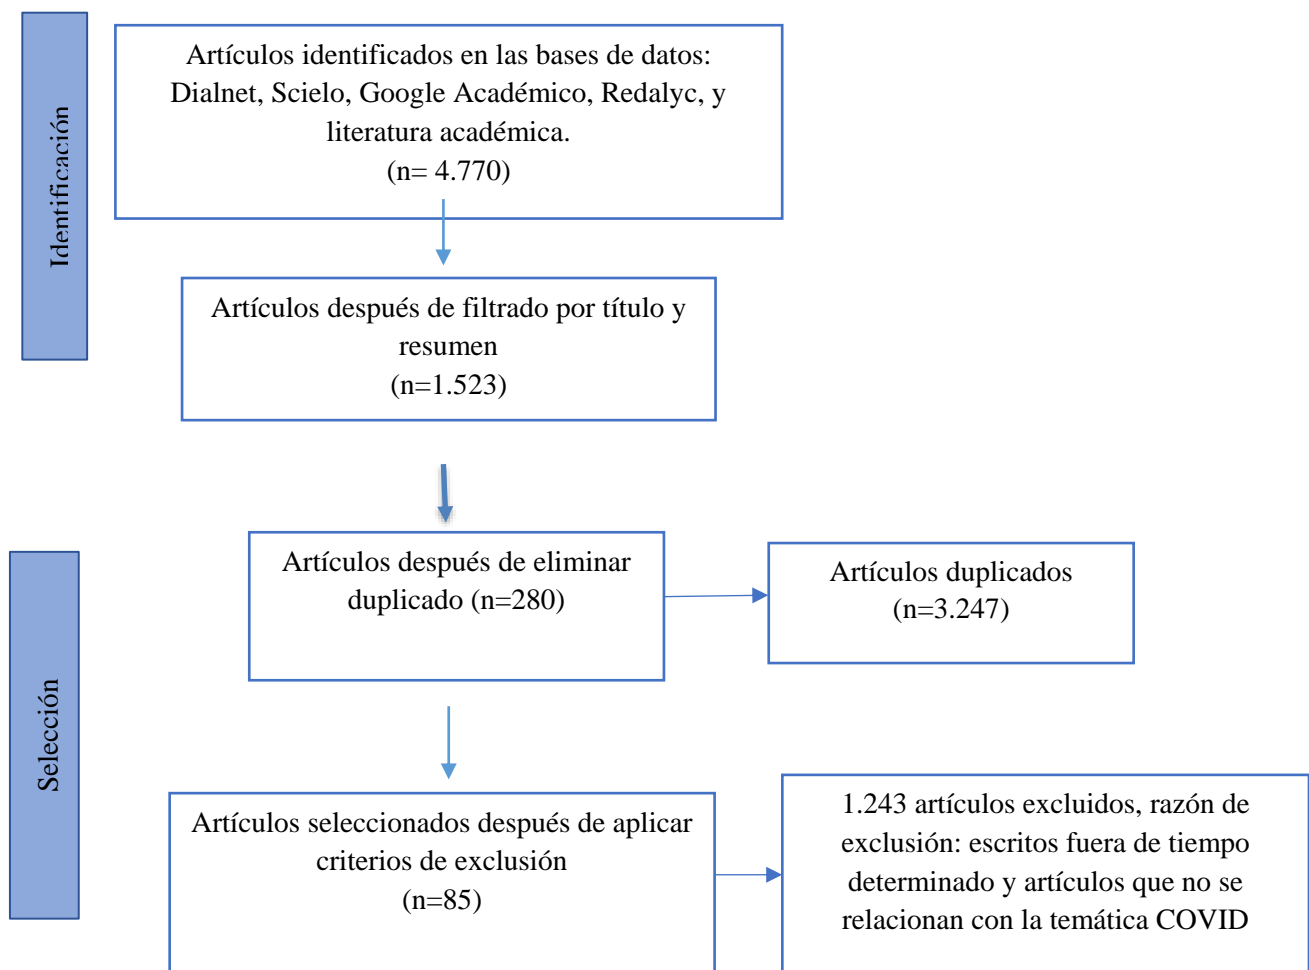 Identificación
Artículos identificados en las bases de datos:
Dialnet, Scielo, Google Académico, Redalyc, y
literatura académica.
(n= 4.770)
Artículos después de filtrado por título y
resumen
(n=1.523)
Selección
Artículos después de eliminar
duplicado (n=280)
Artículos duplicados
(n=3.247)
Artículos seleccionados después de aplicar
criterios de exclusión
(n=85)
1.243 artículos excluidos, razón de
exclusión: escritos fuera de tiempo
determinado y artículos que no se
relacionan con la temática COVID